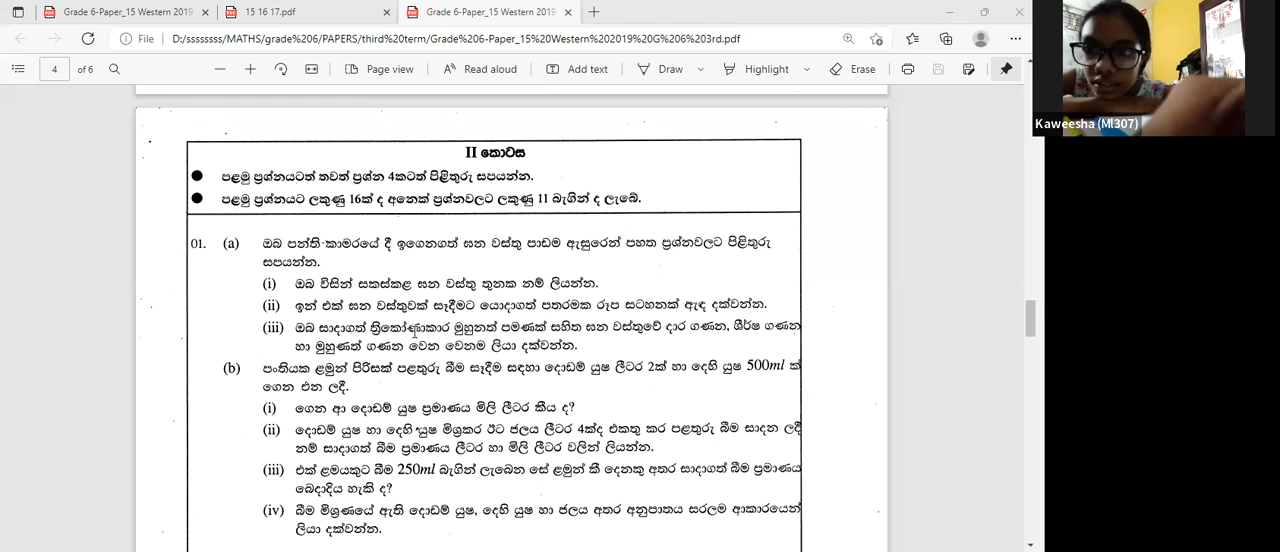 Grade 6-Paper_15 Western 2019
15 16 17.pdf
Grade 6-Paper_15 Western 2019
File
D:/ssssssss/MATHS/grade%206/PAPERS/third%20term/Grade%206-Paper_15%20Western%202019%20G%206%203rd.pdf
4 of 6
Page view
Read aloud
Add text
Draw
Highlight
Erase
Kaweesha (Ml307)
II කොටස
● පළමු ප්‍රශ්නයටත් තවත් ප්‍රශ්න 4කටත් පිළිතුරු සපයන්න.
● පළමු ප්‍රශ්නයට ලකුණු 16ක් ද අනෙක් ප්‍රශ්නවලට ලකුණු 11 බැගින් ද ලැබේ.
01. (a) ඔබ පන්ති කාමරයේ දී ඉගෙනගත් ඝන වස්තු පාඩම ඇසුරෙන් පහත ප්‍රශ්නවලට පිළිතුරු
සපයන්න.
(i) ඔබ විසින් සකස්කළ ඝන වස්තු තුනක නම් ලියන්න.
(ii) ඉන් එක් ඝන වස්තුවක් සෑදීමට යොදාගත් පතරමක රූප සටහනක් ඇඳ දක්වන්න.
(iii) ඔබ සාදාගත් ත්‍රිකෝණාකාර මුහුනත් පමණක් සහිත ඝන වස්තුවේ දාර ගණන, ශීර්ෂ ගණන
හා මුහුණත් ගණන වෙන වෙනම ලියා දක්වන්න.
(b) පංතියක ළමුන් පිරිසක් පළතුරු බීම සෑදීම සඳහා දොඩම් යුෂ ලීටර 2ක් හා දෙහි යුෂ 500ml ක්
ගෙන එන ලදී.
(i) ගෙන ආ දොඩම් යුෂ ප්‍රමාණය මිලි ලීටර කීය ද?
(ii) දොඩම් යුෂ හා දෙහි යුෂ මිශ්‍රකර ඊට ජලය ලීටර 4ක්ද එකතු කර පළතුරු බීම සාදන ලදී
නම් සාදාගත් බීම ප්‍රමාණය ලීටර හා මිලි ලීටර වලින් ලියන්න.
(iii) එක් ළමයකුට බීම 250ml බැගින් ලැබෙන සේ ළමුන් කී දෙනකු අතර සාදාගත් බීම ප්‍රමාණය
බෙදාදිය හැකි ද?
(iv) බීම මිශ්‍රණයේ ඇති දොඩම් යුෂ, දෙහි යුෂ හා ජලය අතර අනුපාතය සරලම ආකාරයෙන්
ලියා දක්වන්න.